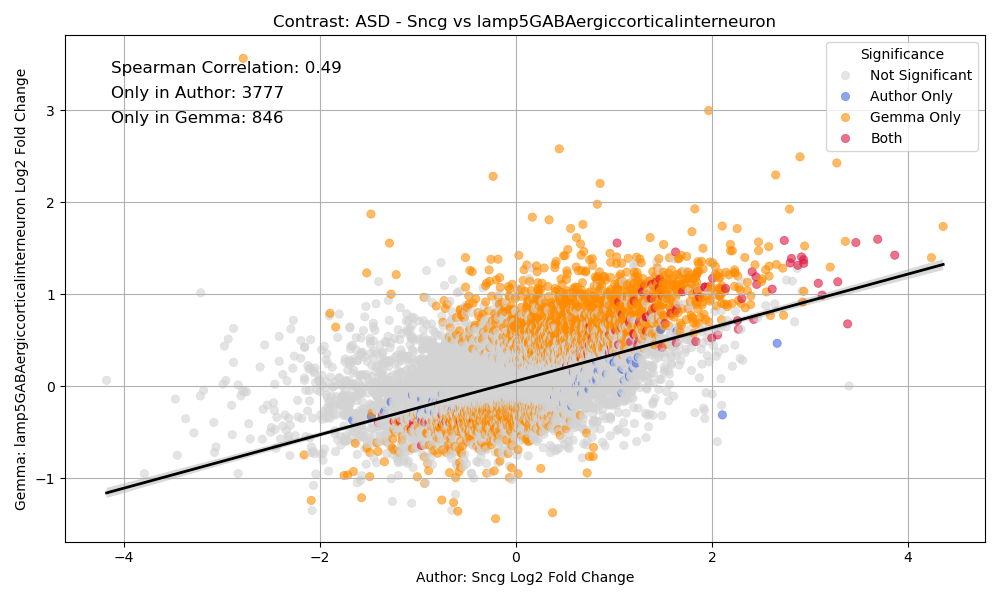 Contrast: ASD - Sncg vs lamp5GABAergiccorticalinterneuron
Spearman Correlation: 0.49
Only in Author: 3777
Only in Gemma: 846
Significance
Not Significant
Author Only
Gemma Only
Both
Gemma: lamp5GABAergiccorticalinterneuron Log2 Fold Change
3
2
1
0
−1
−4
−2
0
2
4
Author: Sncg Log2 Fold Change